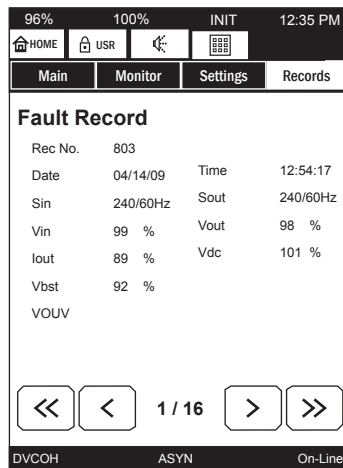 96% 100% INIT 12:35 PM
HOME USR
Main Monitor Settings Records
Fault Record
Rec No. 803
Date 04/14/09 Time 12:54:17
Sin 240/60Hz Sout 240/60Hz
Vin 99 % Vout 98 %
Iout 89 % Vdc 101 %
Vbst 92 %
VOUV
1 / 16
DVCOH ASYN On-Line